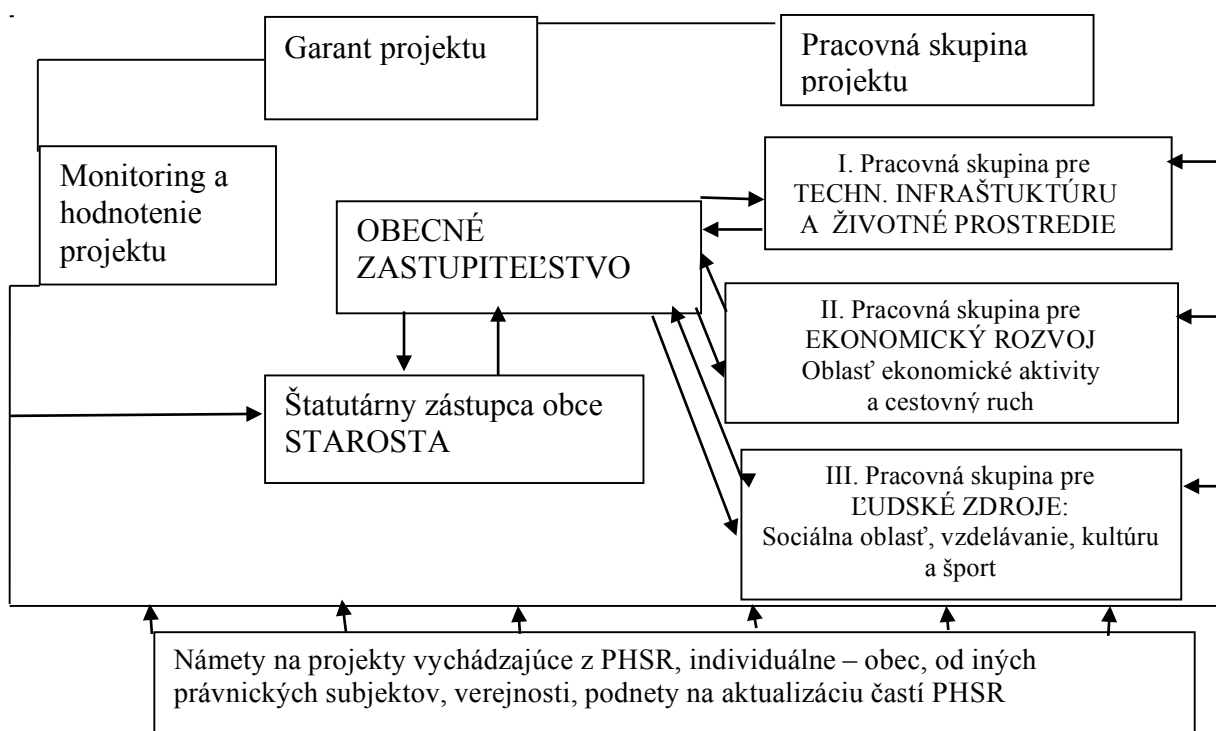 Garant projektu
Pracovná skupina
projektu
Monitoring a
hodnotenie
projektu
I. Pracovná skupina pre
TECHN. INFRAŠTUKTÚRU
A ŽIVOTNÉ PROSTREDIE
OBECNÉ
ZASTUPITEĽSTVO
II. Pracovná skupina pre
EKONOMICKÝ ROZVOJ
Oblasť ekonomické aktivity
a cestovný ruch
Štatutárny zástupca obce
STAROSTA
III. Pracovná skupina pre
ĽUDSKÉ ZDROJE:
Sociálna oblasť, vzdelávanie, kultúru
a šport
Námety na projekty vychádzajúce z PHSR, individuálne – obec, od iných
právnických subjektov, verejnosti, podnety na aktualizáciu častí PHSR